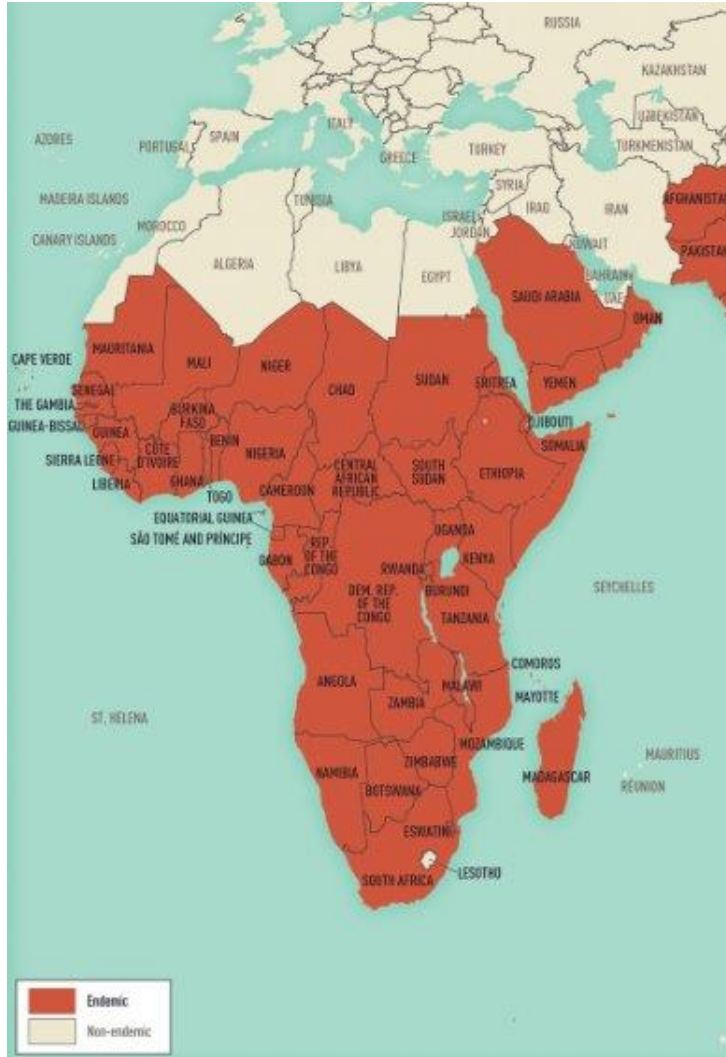 RUSSIA
KAZAKHSTAN
UZBEKISTAN
TURKMENISTAN
AZORES
PORTUGAL
SPAIN
ITALY
GREECE
TURKEY
SYRIA
MADEIRA ISLANDS
TUNISIA
ISRAEL
JORDAN
IRAQ
IRAN
AFGHANISTAN
CANARY ISLANDS
MOROCCO
ALGERIA
LIBYA
EGYPT
KUWAIT
PAKISTAN
BAHRAIN
UAE
SAUDI ARABIA
OMAN
CAPE VERDE
MAURITANIA
MALI
NIGER
CHAD
SUDAN
ERITREA
YEMEN
SENEGAL
THE GAMBIA
GUINEA-BISSAU
GUINEA
BURKINA
FASO
BENIN
NIGERIA
DJIBOUTI
SOMALIA
SIERRA LEONE
CÔTE
D'IVOIRE
LIBERIA
GHANA
TOGO
CAMEROON
CENTRAL
AFRICAN
REPUBLIC
SOUTH
SUDAN
ETHIOPIA
EQUATORIAL GUINEA
SÃO TOMÉ AND PRÍNCIPE
GABON
REP.
OF THE
CONGO
UGANDA
KENYA
RWANDA
BURUNDI
DEM. REP.
OF THE
CONGO
TANZANIA
SEYCHELLES
COMOROS
ANGOLA
MALAWI
ZAMBIA
MAYOTTE
ST. HELENA
MOZAMBIQUE
ZIMBABWE
NAMIBIA
BOTSWANA
MADAGASCAR
MAURITIUS
RÉUNION
ESWATINI
LESOTHO
SOUTH AFRICA
Endemic
Non-endemic